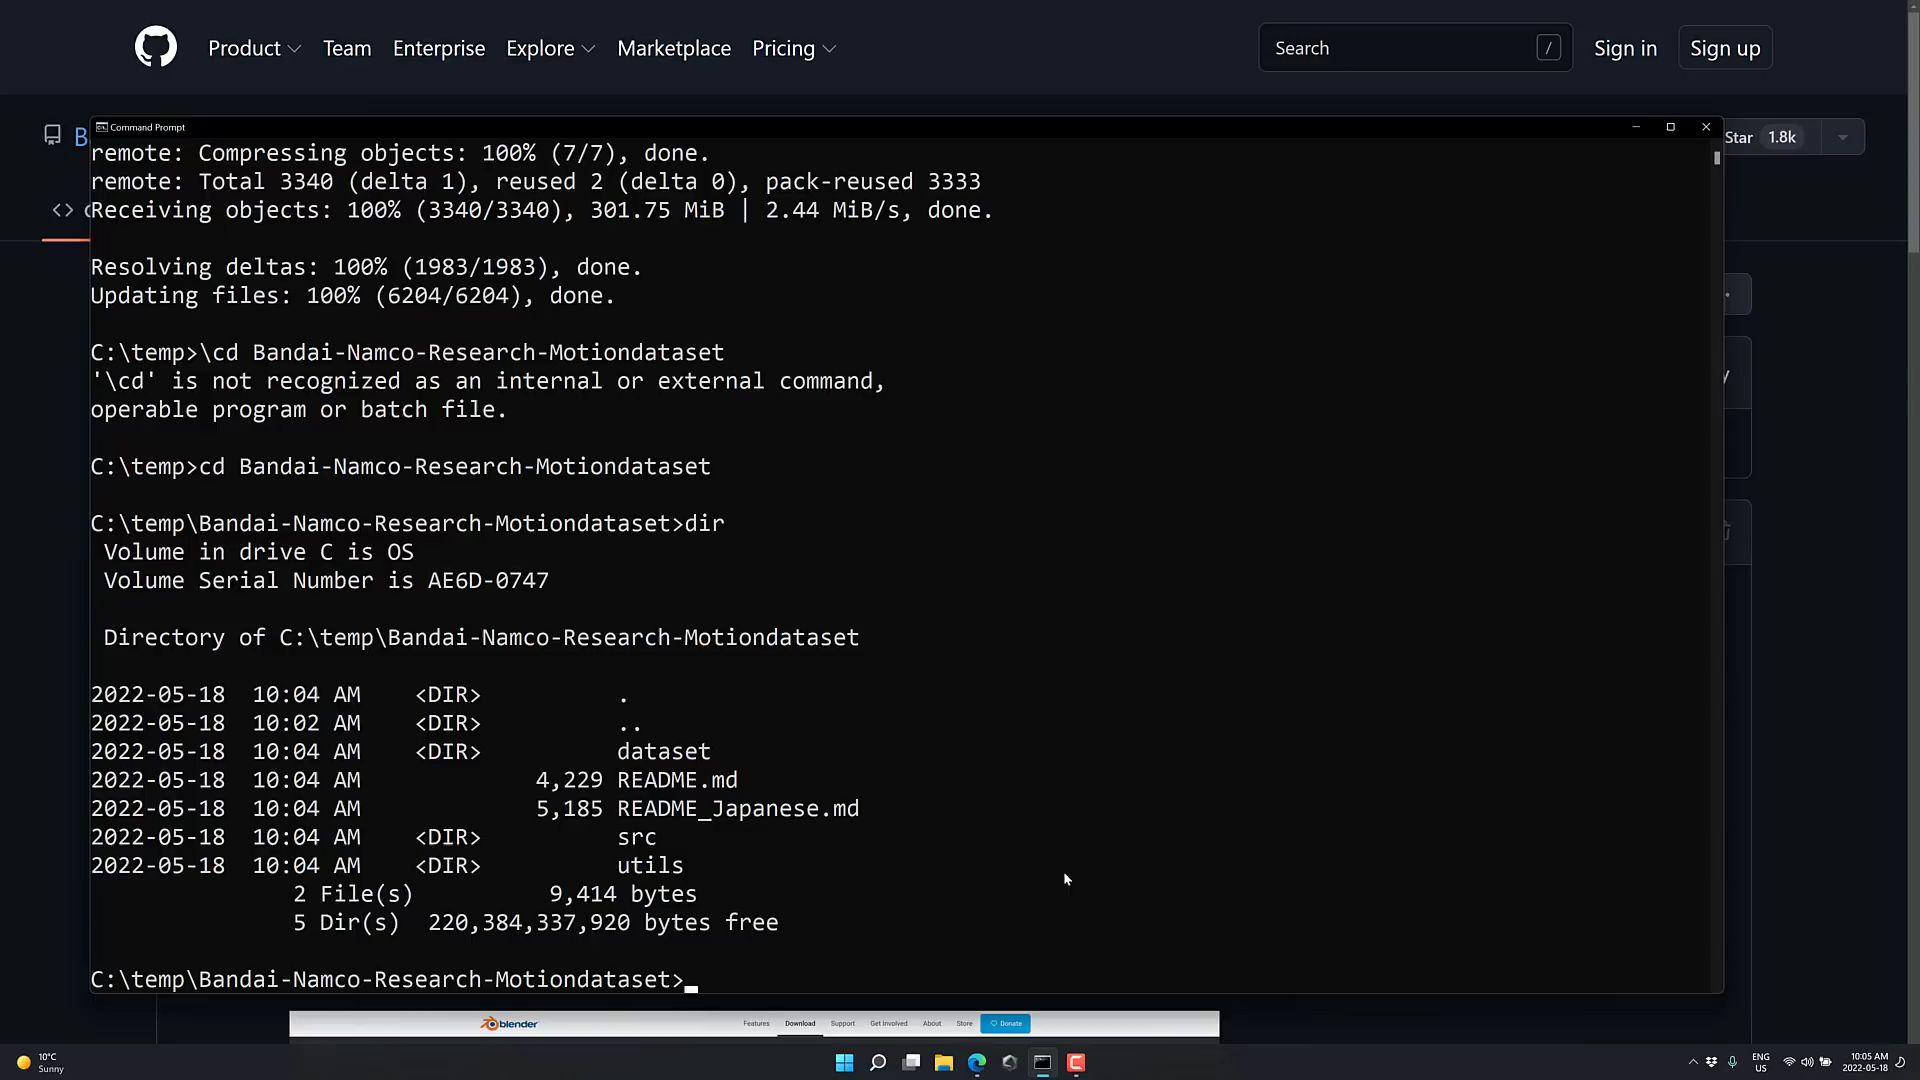 Product Team Enterprise Explore Marketplace Pricing Search / Sign in Sign up
Command Prompt
B
Star 1.8k
remote: Compressing objects: 100% (7/7), done.
remote: Total 3340 (delta 1), reused 2 (delta 0), pack-reused 3333
Receiving objects: 100% (3340/3340), 301.75 MiB | 2.44 MiB/s, done.
Resolving deltas: 100% (1983/1983), done.
Updating files: 100% (6204/6204), done.
C:\temp>\cd Bandai-Namco-Research-Motiondataset
'\cd' is not recognized as an internal or external command,
operable program or batch file.
C:\temp>cd Bandai-Namco-Research-Motiondataset
C:\temp\Bandai-Namco-Research-Motiondataset>dir
Volume in drive C is OS
Volume Serial Number is AE6D-0747
Directory of C:\temp\Bandai-Namco-Research-Motiondataset
2022-05-18 10:04 AM <DIR> .
2022-05-18 10:02 AM <DIR> ..
2022-05-18 10:04 AM <DIR> dataset
2022-05-18 10:04 AM 4,229 README.md
2022-05-18 10:04 AM 5,185 README_Japanese.md
2022-05-18 10:04 AM <DIR> src
2022-05-18 10:04 AM <DIR> utils
2 File(s) 9,414 bytes
5 Dir(s) 220,384,337,920 bytes free
C:\temp\Bandai-Namco-Research-Motiondataset>
blender Features Download Support Get Involved About Store Donate
10°C
Sunny
ENG
US
10:05 AM
2022-05-18